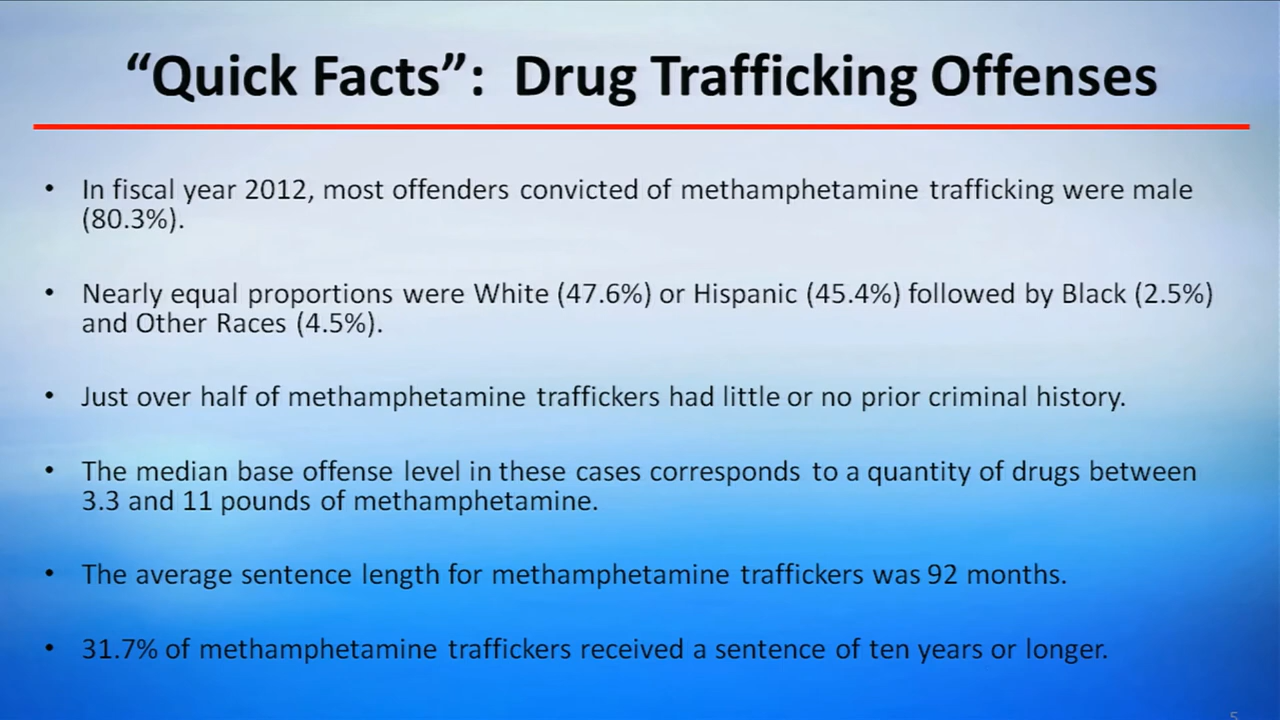 “Quick Facts”: Drug Trafficking Offenses
• In fiscal year 2012, most offenders convicted of methamphetamine trafficking were male
(80.3%).
• Nearly equal proportions were White (47.6%) or Hispanic (45.4%) followed by Black (2.5%)
and Other Races (4.5%).
• Just over half of methamphetamine traffickers had little or no prior criminal history.
• The median base offense level in these cases corresponds to a quantity of drugs between
3.3 and 11 pounds of methamphetamine.
• The average sentence length for methamphetamine traffickers was 92 months.
• 31.7% of methamphetamine traffickers received a sentence of ten years or longer.
5